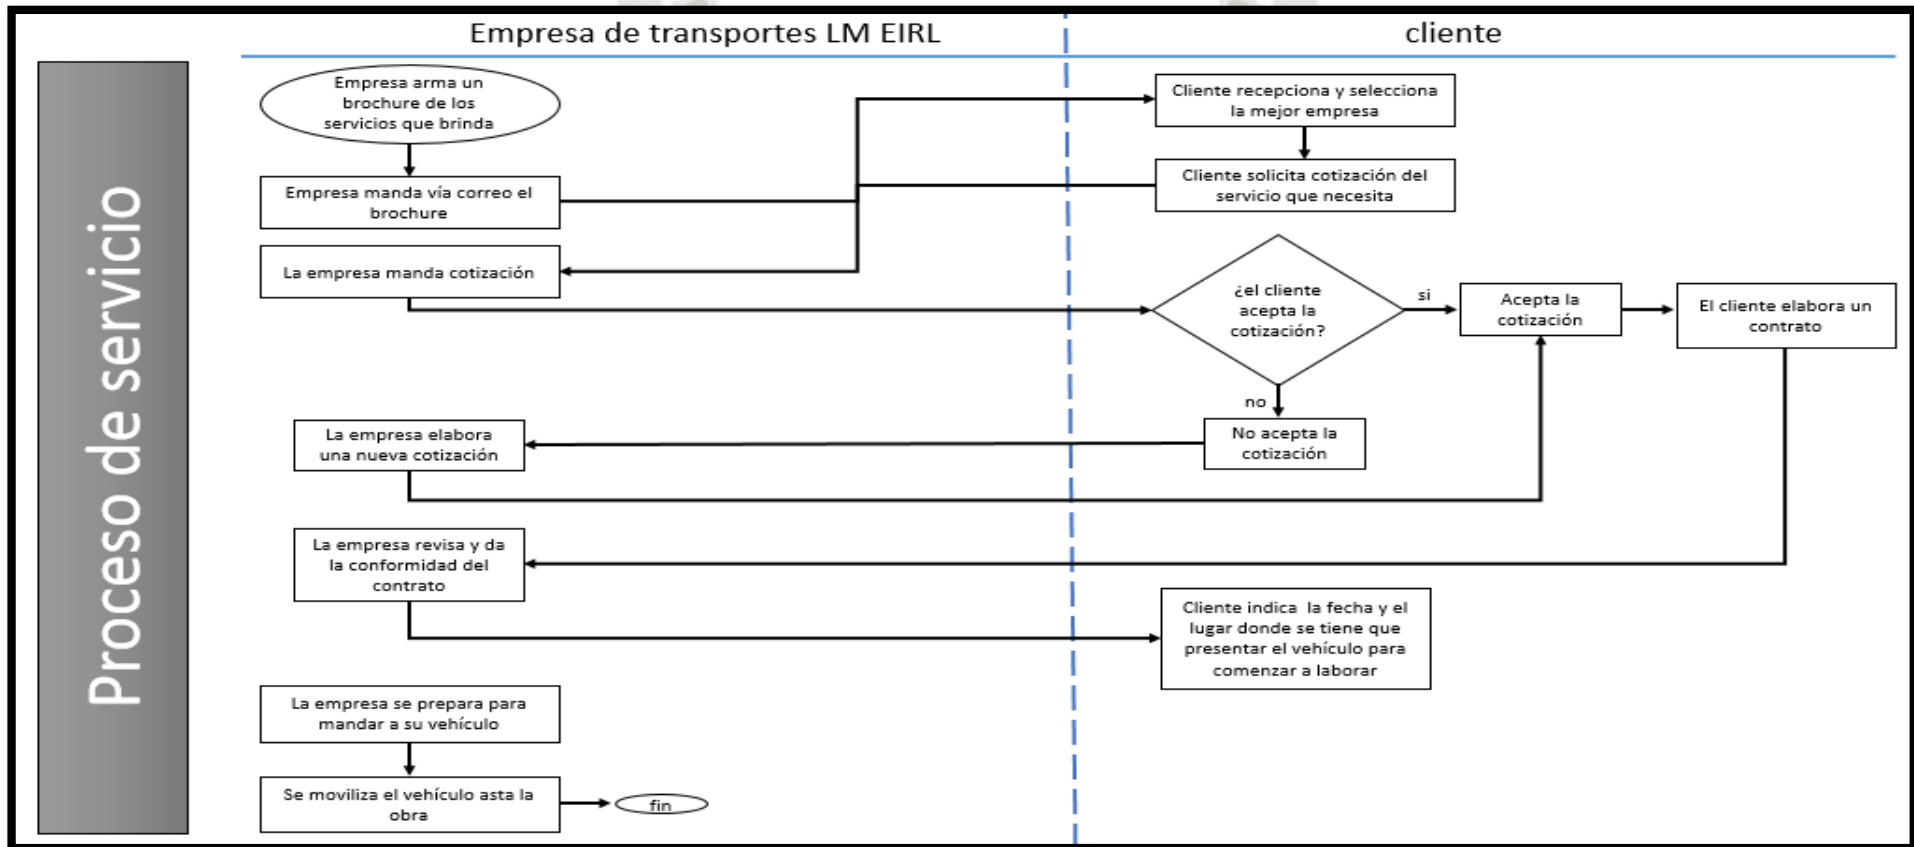 Empresa de transportes LM EIRL
cliente
Proceso de servicio
Empresa arma un
brochure de los
servicios que brinda
Cliente recepciona y selecciona
la mejor empresa
Empresa manda vía correo el
brochure
Cliente solicita cotización del
servicio que necesita
La empresa manda cotización
¿el cliente
acepta la
cotización?
si
Acepta la
cotización
El cliente elabora un
contrato
no
No acepta la
cotización
La empresa elabora
una nueva cotización
La empresa revisa y da
la conformidad del
contrato
Cliente indica la fecha y el
lugar donde se tiene que
presentar el vehículo para
comenzar a laborar
La empresa se prepara para
mandar a su vehículo
Se moviliza el vehículo asta la
obra
fin